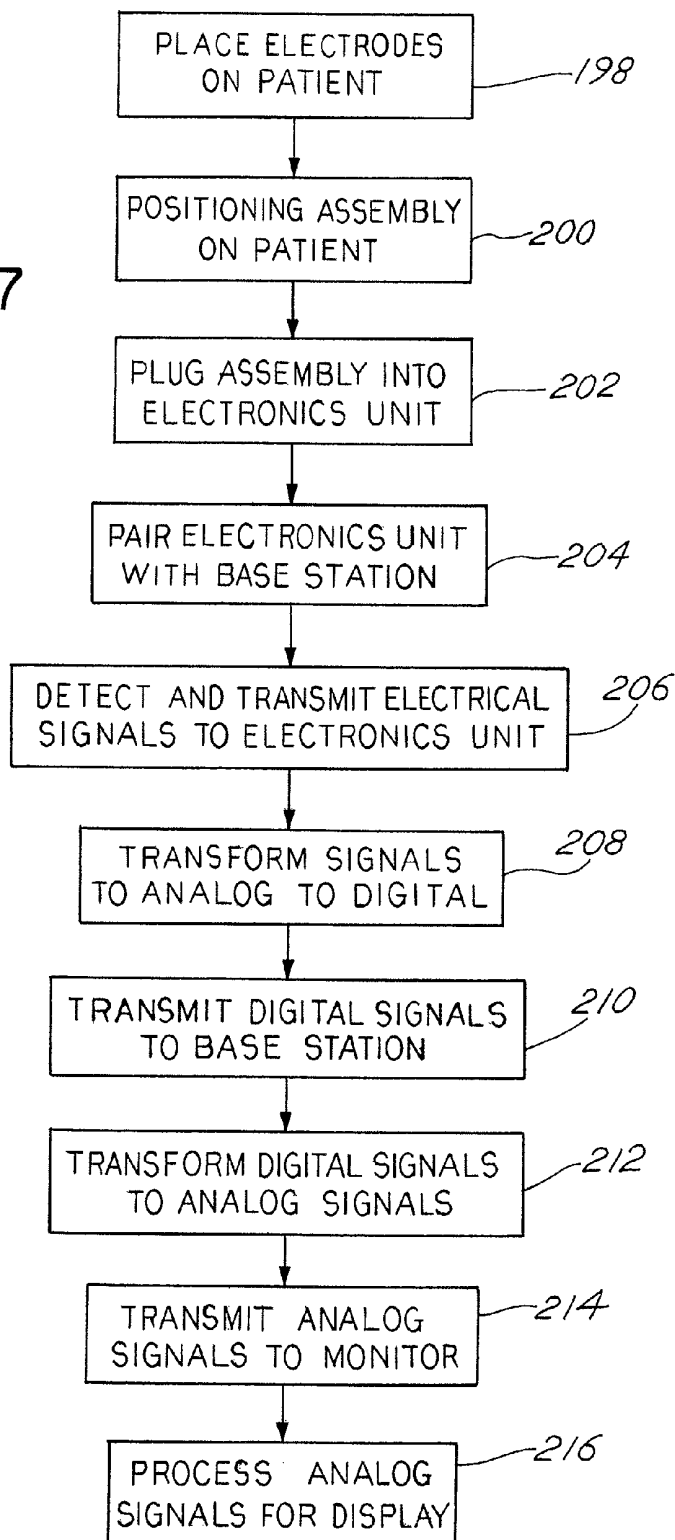 PLACE ELECTRODES
ON PATIENT
198
POSITIONING ASSEMBLY
ON PATIENT
200
7
PLUG ASSEMBLY INTO
ELECTRONICS UNIT
202
PAIR ELECTRONICS UNIT
WITH BASE STATION
204
DETECT AND TRANSMIT ELECTRICAL
SIGNALS TO ELECTRONICS UNIT
206
TRANSFORM SIGNALS
TO ANALOG TO DIGITAL
208
TRANSMIT DIGITAL SIGNALS
TO BASE STATION
210
TRANSFORM DIGITAL SIGNALS
TO ANALOG SIGNALS
212
TRANSMIT ANALOG
SIGNALS TO MONITOR
214
PROCESS ANALOG
SIGNALS FOR DISPLAY
216